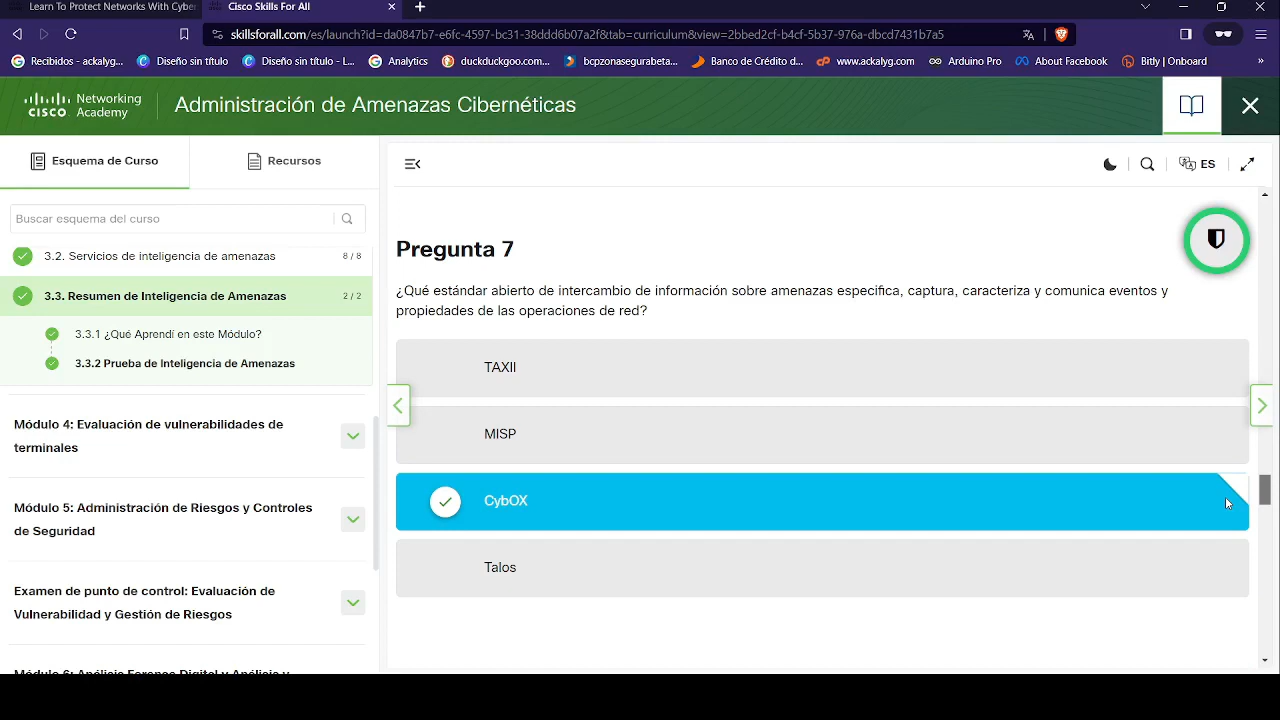 Learn To Protect Networks With Cyber
Cisco Skills For All
skillsforall.com/es/launch?id=da0847b7-e6fc-4597-bc31-38ddd6b07a2f&tab=curriculum&view=2bbed2cf-b4cf-5b37-976a-dbcd7431b7a5
Recibidos - ackalyg...
Diseño sin título
Diseño sin título - I...
Analytics
duckduckgoo.com...
bcpzonasegurabeta...
Banco de Crédito d...
www.ackalyg.com
Arduino Pro
About Facebook
Bitly | Onboard
»
cisco
Networking
Academy
Administración de Amenazas Cibernéticas
Esquema de Curso
Recursos
ES
Buscar esquema del curso
3.2. Servicios de inteligencia de amenazas 8 / 8
3.3. Resumen de Inteligencia de Amenazas 2 / 2
3.3.1 ¿Qué Aprendí en este Módulo?
3.3.2 Prueba de Inteligencia de Amenazas
Módulo 4: Evaluación de vulnerabilidades de
terminales
Módulo 5: Administración de Riesgos y Controles
de Seguridad
Examen de punto de control: Evaluación de
Vulnerabilidad y Gestión de Riesgos
Módulo 6: Análisis Forense Digital y Análisis y
Pregunta 7
¿Qué estándar abierto de intercambio de información sobre amenazas especifica, captura, caracteriza y comunica eventos y
propiedades de las operaciones de red?
TAXII
MISP
CybOX
Talos